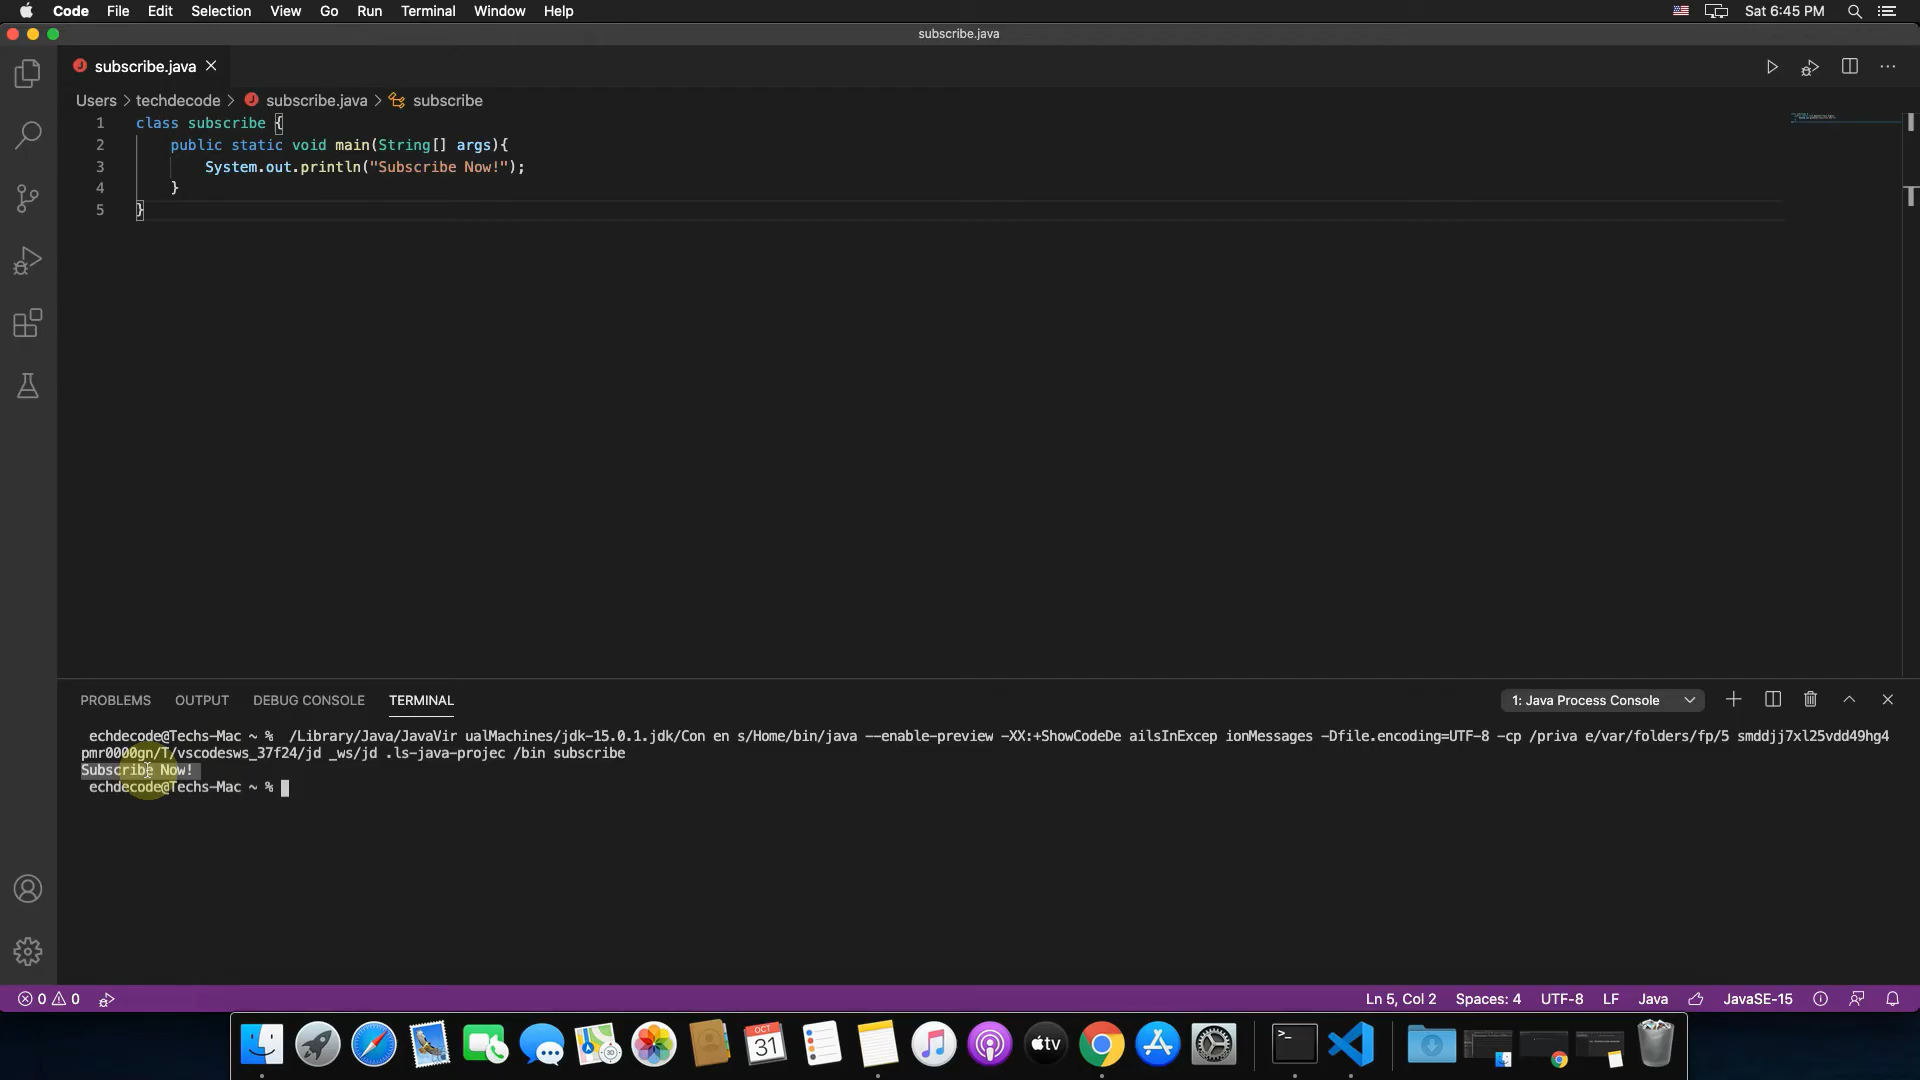 Code File Edit Selection View Go Run Terminal Window Help Sat 6:45 PM
subscribe.java
subscribe.java
Users > techdecode > subscribe.java > subscribe
1 class subscribe {
2 public static void main(String[] args){
3 System.out.println("Subscribe Now!");
4 }
5 }
PROBLEMS OUTPUT DEBUG CONSOLE TERMINAL 1: Java Process Console
echdecode@Techs-Mac ~ % /Library/Java/JavaVir ualMachines/jdk-15.0.1.jdk/Con en s/Home/bin/java --enable-preview -XX:+ShowCodeDe ailsInExcep ionMessages -Dfile.encoding=UTF-8 -cp /priva e/var/folders/fp/5 smddjj7xl25vdd49hg4
pmr0000gn/T/vscodesws_37f24/jd _ws/jd .ls-java-projec /bin subscribe
Subscribe Now!
echdecode@Techs-Mac ~ %
0 0 Ln 5, Col 2 Spaces: 4 UTF-8 LF Java JavaSE-15
OCT
31
tv
>_